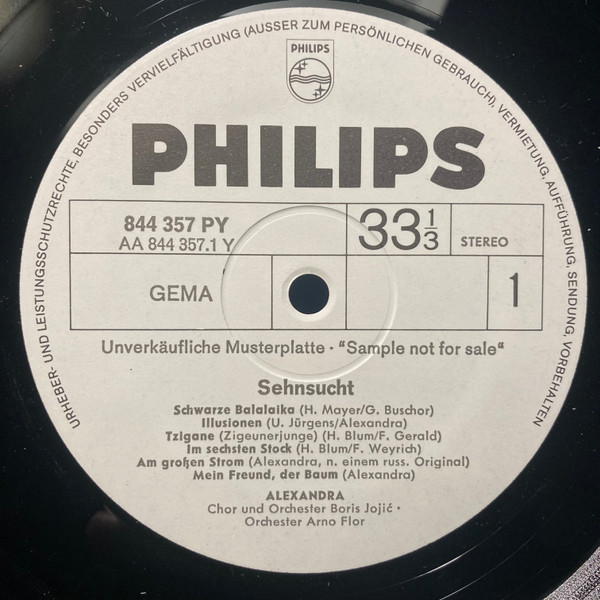 URHEBER- UND LEISTUNGSSCHUTZRECHTE, BESONDERS VERVIELFÄLTIGUNG (AUSSER ZUM PERSÖNLICHEN GEBRAUCH), VERMIETUNG, AUFFÜHRUNG, SENDUNG, VORBEHALTEN
PHILIPS
PHILIPS
844 357 PY
AA 844 357.1 Y
33 1/3
STEREO
GEMA
1
Unverkäufliche Musterplatte · "Sample not for sale"
Sehnsucht
Schwarze Balalaika (H. Mayer/G. Buschor)
Illusionen (U. Jürgens/Alexandra)
Tzigane (Zigeunerjunge) (H. Blum/F. Gerald)
Im sechsten Stock (H. Blum/F. Weyrich)
Am großen Strom (Alexandra, n. einem russ. Original)
Mein Freund, der Baum (Alexandra)
ALEXANDRA
Chor und Orchester Boris Jojić ·
Orchester Arno Flor